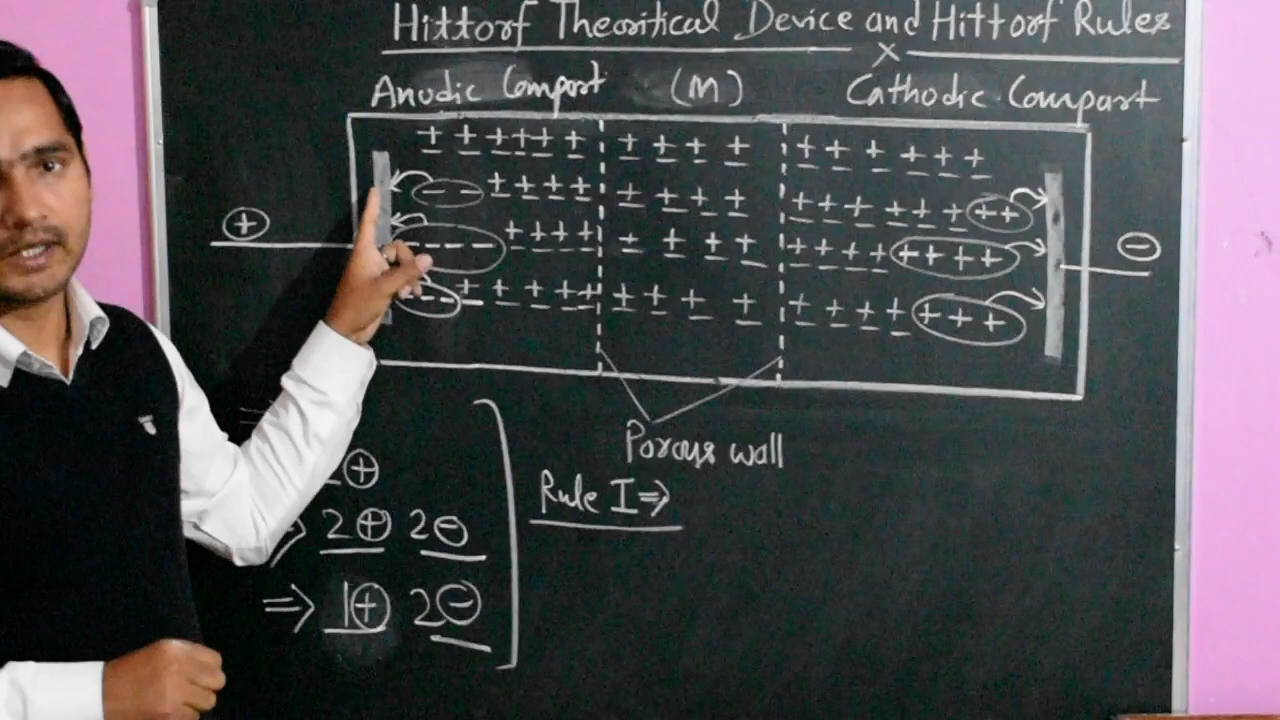 Hittorf Theoritical Device and Hittorf Rules
x
Anodic Compart (M) Cathodic Compart
± ± ± ± ± ± ± ± ± ± ± ± ± ± ± ±
- - ± ± ± ± ± ± ± ± ± ± ± ± ± ± + +
+ - - - - ± ± ± ± ± ± ± ± ± ± ± ± ± + + + + -
- - ± ± ± ± ± ± ± ± ± ± ± ± ± + + +
Porous wall
⊕
Rule I ⇒
2⊕ 2⊖
⇒ 1⊕ 2⊖